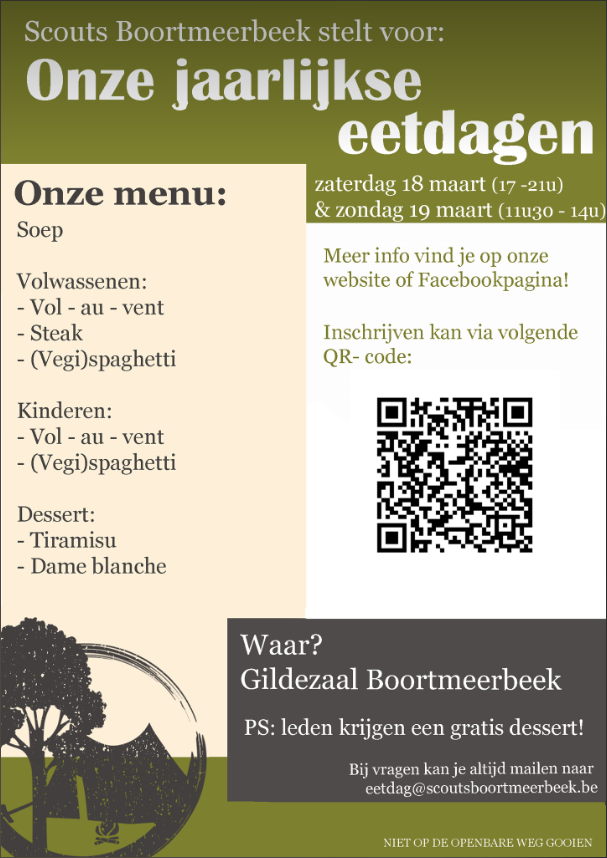 Scouts Boortmeerbeek stelt voor:
Onze jaarlijkse
eetdagen
zaterdag 18 maart (17 -21u)
& zondag 19 maart (11u30 - 14u)
Onze menu:
Soep
Volwassenen:
- Vol - au - vent
- Steak
- (Vegi)spaghetti
Kinderen:
- Vol - au - vent
- (Vegi)spaghetti
Dessert:
- Tiramisu
- Dame blanche
Meer info vind je op onze
website of Facebookpagina!
Inschrijven kan via volgende
QR- code:
Waar?
Gildezaal Boortmeerbeek
PS: leden krijgen een gratis dessert!
Bij vragen kan je altijd mailen naar
eetdag@scoutsboortmeerbeek.be
NIET OP DE OPENBARE WEG GOOIEN